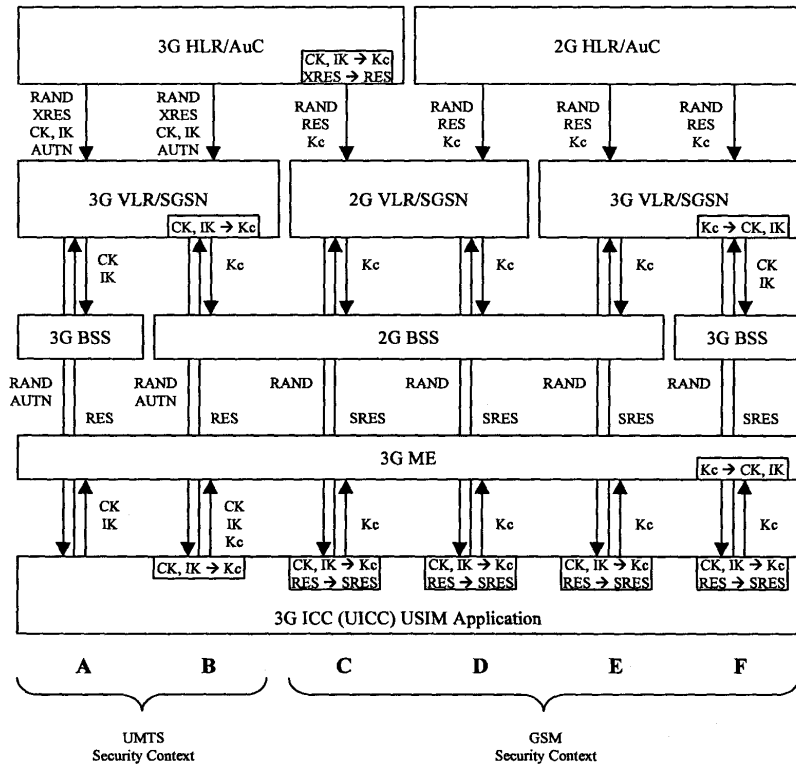 3G HLR/AuC
CK, IK → Kc
XRES → RES
2G HLR/AuC
RAND
XRES
CK, IK
AUTN
RAND
XRES
CK, IK
AUTN
RAND
RES
Kc
RAND
RES
Kc
RAND
RES
Kc
RAND
RES
Kc
3G VLR/SGSN
CK, IK → Kc
2G VLR/SGSN
3G VLR/SGSN
Kc → CK, IK
CK
IK
Kc
Kc
Kc
Kc
CK
IK
3G BSS
2G BSS
3G BSS
RAND
AUTN
RES
RAND
AUTN
RES
RAND
SRES
RAND
SRES
RAND
SRES
RAND
SRES
3G ME
Kc → CK, IK
CK
IK
CK
IK
Kc
Kc
Kc
Kc
Kc
CK, IK → Kc
CK, IK → Kc
RES → SRES
CK, IK → Kc
RES → SRES
CK, IK → Kc
RES → SRES
CK, IK → Kc
RES → SRES
3G ICC (UICC) USIM Application
A B C D E F
UMTS
Security Context
GSM
Security Context